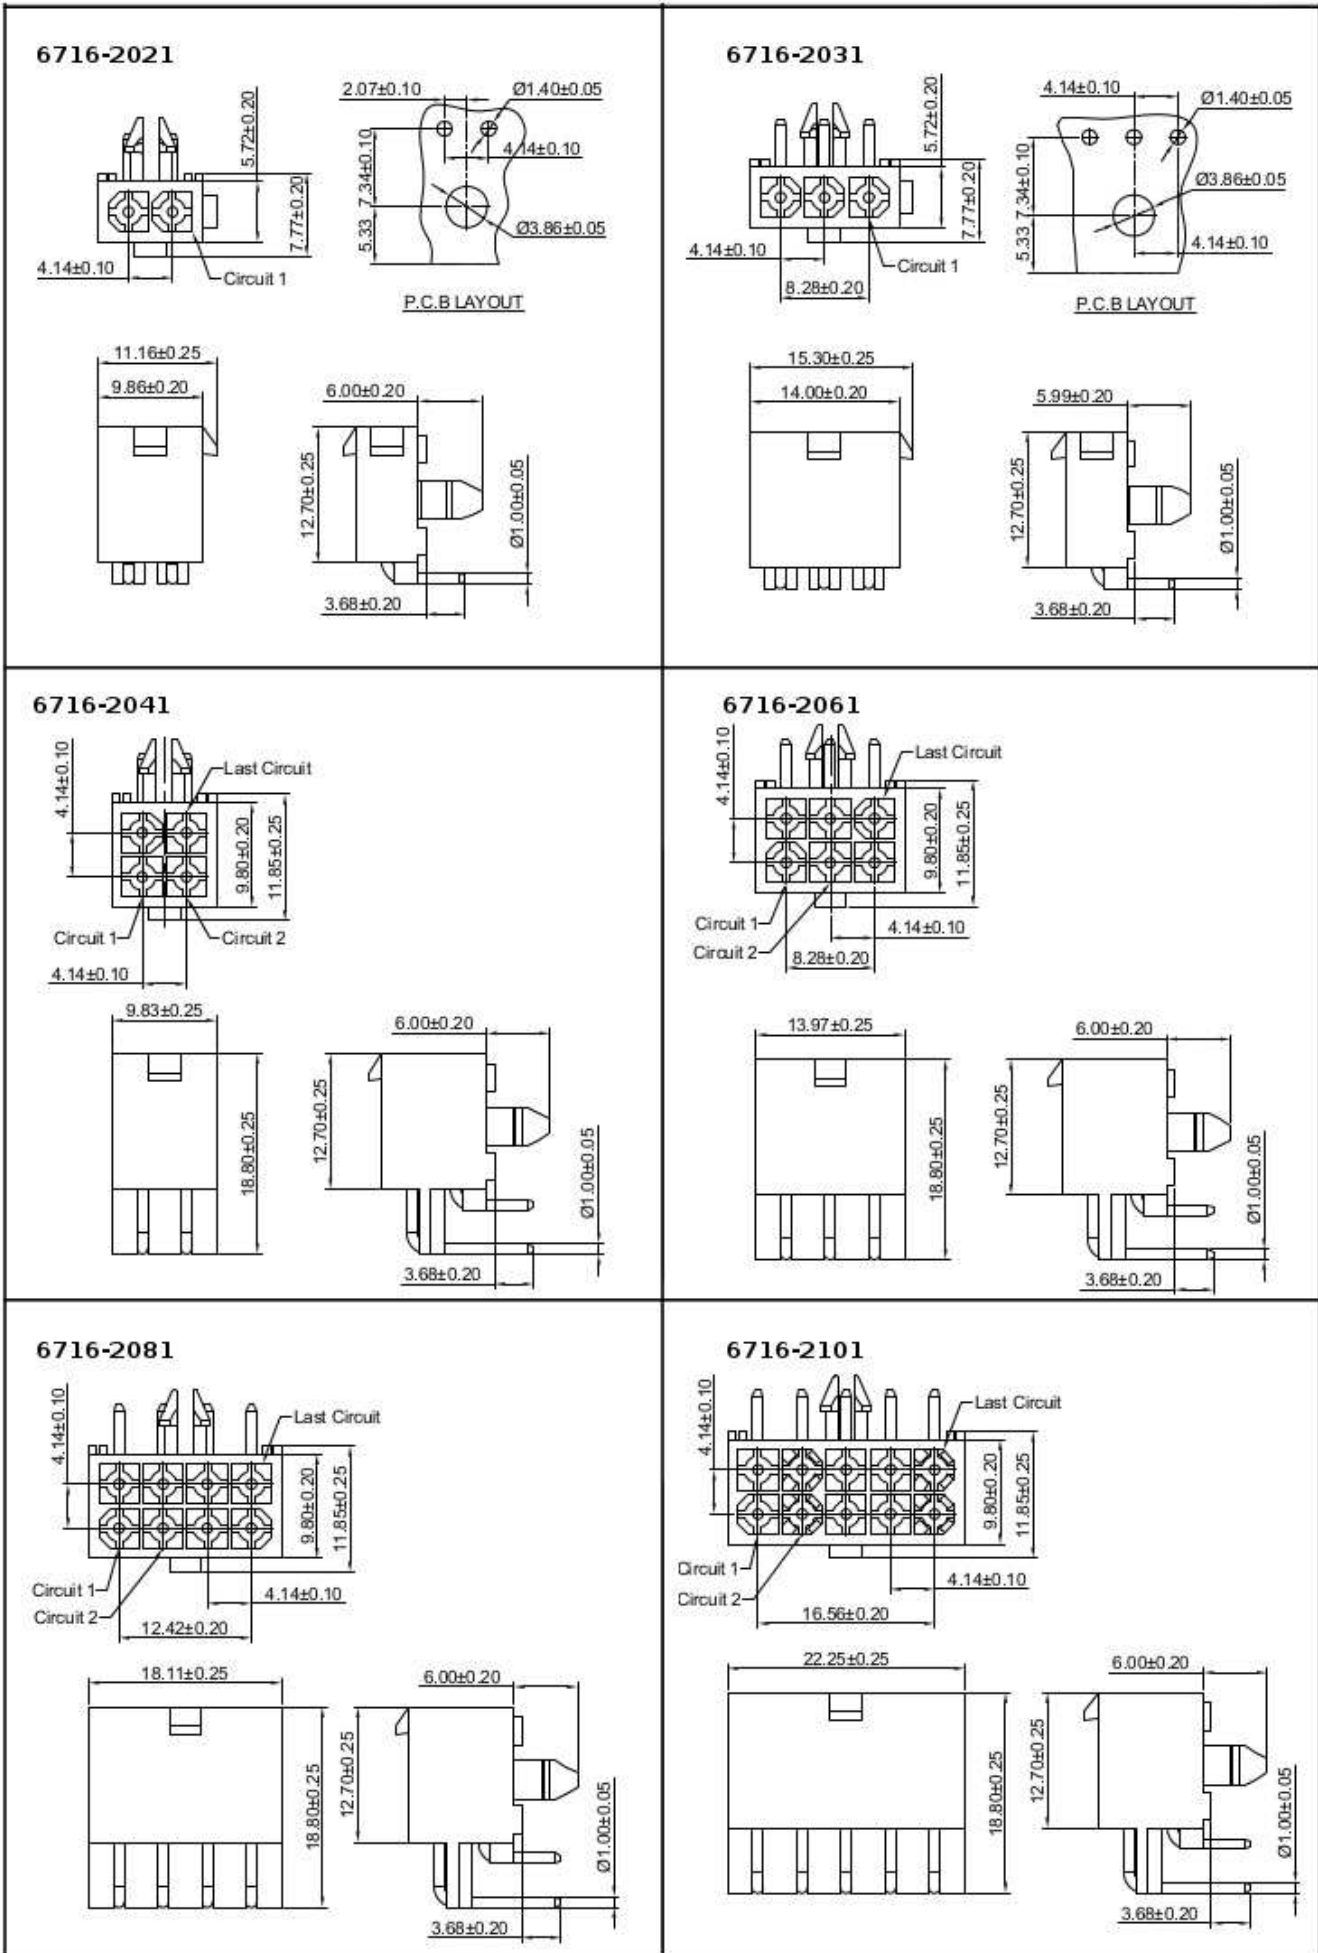 6716-2021
2.07±0.10
Ø1.40±0.05
5.72±0.20
7.34±0.10
4.14±0.10
7.77±0.20
5.33
Ø3.86±0.05
4.14±0.10
Circuit 1
P.C.B LAYOUT
11.16±0.25
9.86±0.20
6.00±0.20
12.70±0.25
Ø1.00±0.05
3.68±0.20
6716-2031
4.14±0.10
Ø1.40±0.05
5.72±0.20
7.34±0.10
7.77±0.20
Ø3.86±0.05
5.33
4.14±0.10
4.14±0.10
Circuit 1
8.28±0.20
P.C.B LAYOUT
15.30±0.25
14.00±0.20
5.99±0.20
12.70±0.25
Ø1.00±0.05
3.68±0.20
6716-2041
4.14±0.10
Last Circuit
9.80±0.20
11.85±0.25
Circuit 1
Circuit 2
4.14±0.10
9.83±0.25
6.00±0.20
18.80±0.25
12.70±0.25
Ø1.00±0.05
3.68±0.20
6716-2061
4.14±0.10
Last Circuit
9.80±0.20
11.85±0.25
Circuit 1
4.14±0.10
Circuit 2
8.28±0.20
13.97±0.25
6.00±0.20
18.80±0.25
12.70±0.25
Ø1.00±0.05
3.68±0.20
6716-2081
4.14±0.10
Last Circuit
9.80±0.20
11.85±0.25
Circuit 1
4.14±0.10
Circuit 2
12.42±0.20
18.11±0.25
6.00±0.20
18.80±0.25
12.70±0.25
Ø1.00±0.05
3.68±0.20
6716-2101
4.14±0.10
Last Circuit
9.80±0.20
11.85±0.25
Circuit 1
4.14±0.10
Circuit 2
16.56±0.20
22.25±0.25
6.00±0.20
18.80±0.25
12.70±0.25
Ø1.00±0.05
3.68±0.20